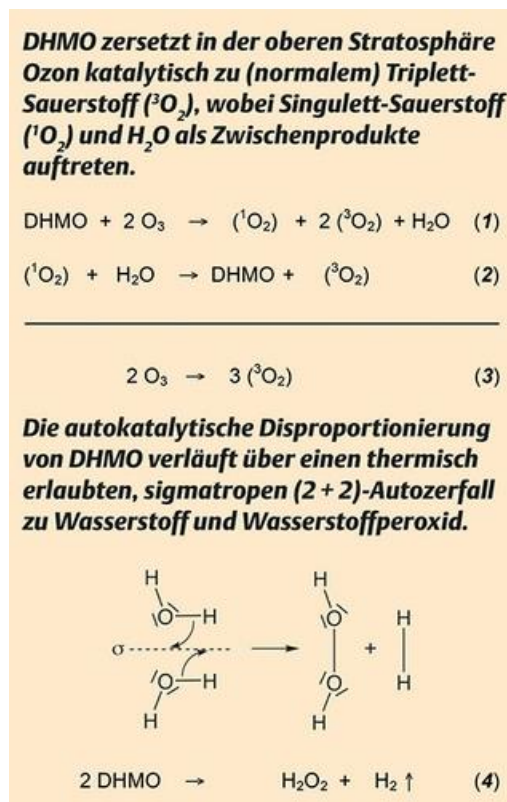 DHMO zersetzt in der oberen Stratosphäre
Ozon katalytisch zu (normalem) Triplett-
Sauerstoff (³O₂), wobei Singulett-Sauerstoff
(¹O₂) und H₂O als Zwischenprodukte
auftreten.
DHMO + 2 O₃ → (¹O₂) + 2 (³O₂) + H₂O (1)
(¹O₂) + H₂O → DHMO + (³O₂) (2)
2 O₃ → 3 (³O₂) (3)
Die autokatalytische Disproportionierung
von DHMO verläuft über einen thermisch
erlaubten, sigmatropen (2 + 2)-Autozerfall
zu Wasserstoff und Wasserstoffperoxid.
H H
O—H O H
σ +
O—H O H
H H
2 DHMO → H₂O₂ + H₂ ↑ (4)